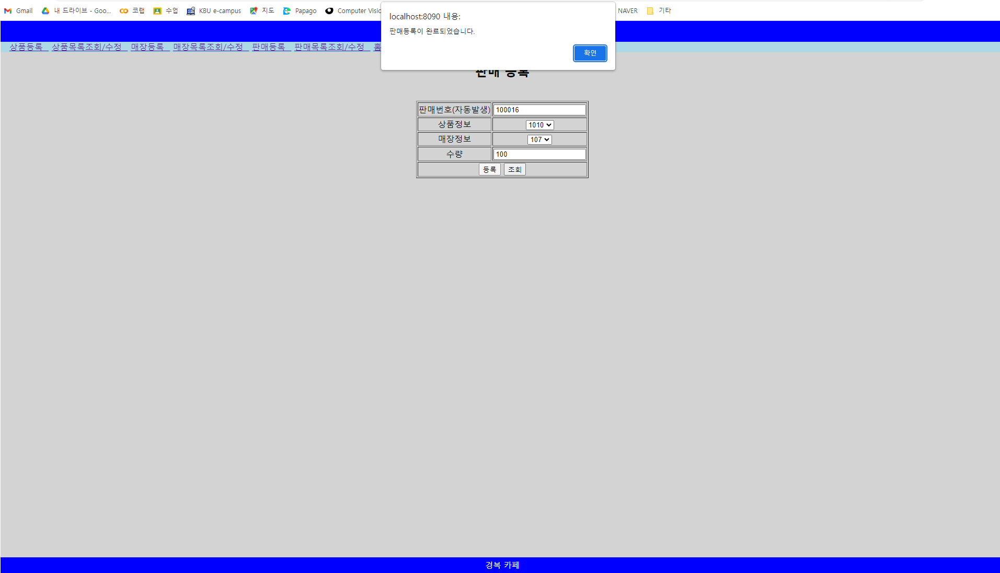 Gmail 내 드라이브 - Goo... 코랩 수업 KBU e-campus 지도 Papago Computer Visio NAVER 기타
localhost:8090 내용:
판매등록이 완료되었습니다.
확인
상품등록 상품목록조회/수정 매장등록 매장목록조회/수정 판매등록 판매목록조회/수정 홈
판매 등록
판매번호(자동발생) 100016
상품정보 1010
매장정보 107
수량 100
등록 조회
경복 카페